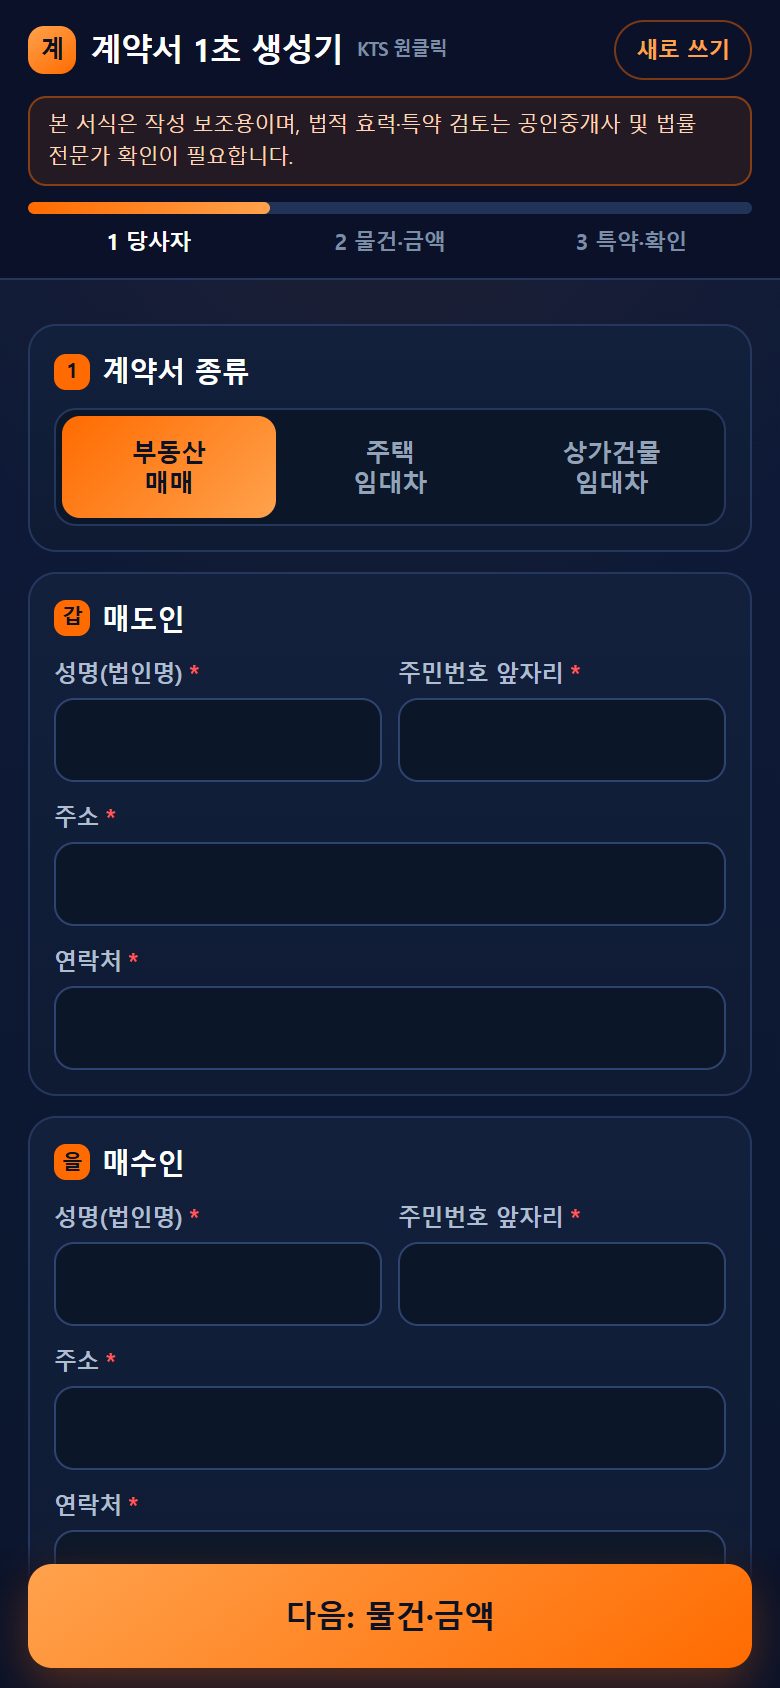 계 계약서 1초 생성기 KTS 원클릭 새로 쓰기
본 서식은 작성 보조용이며, 법적 효력·특약 검토는 공인중개사 및 법률
전문가 확인이 필요합니다.
1 당사자 2 물건·금액 3 특약·확인
1 계약서 종류
부동산
매매
주택
임대차
상가건물
임대차
갑 매도인
성명(법인명) * 주민번호 앞자리 *
주소 *
연락처 *
을 매수인
성명(법인명) * 주민번호 앞자리 *
주소 *
연락처 *
다음: 물건·금액